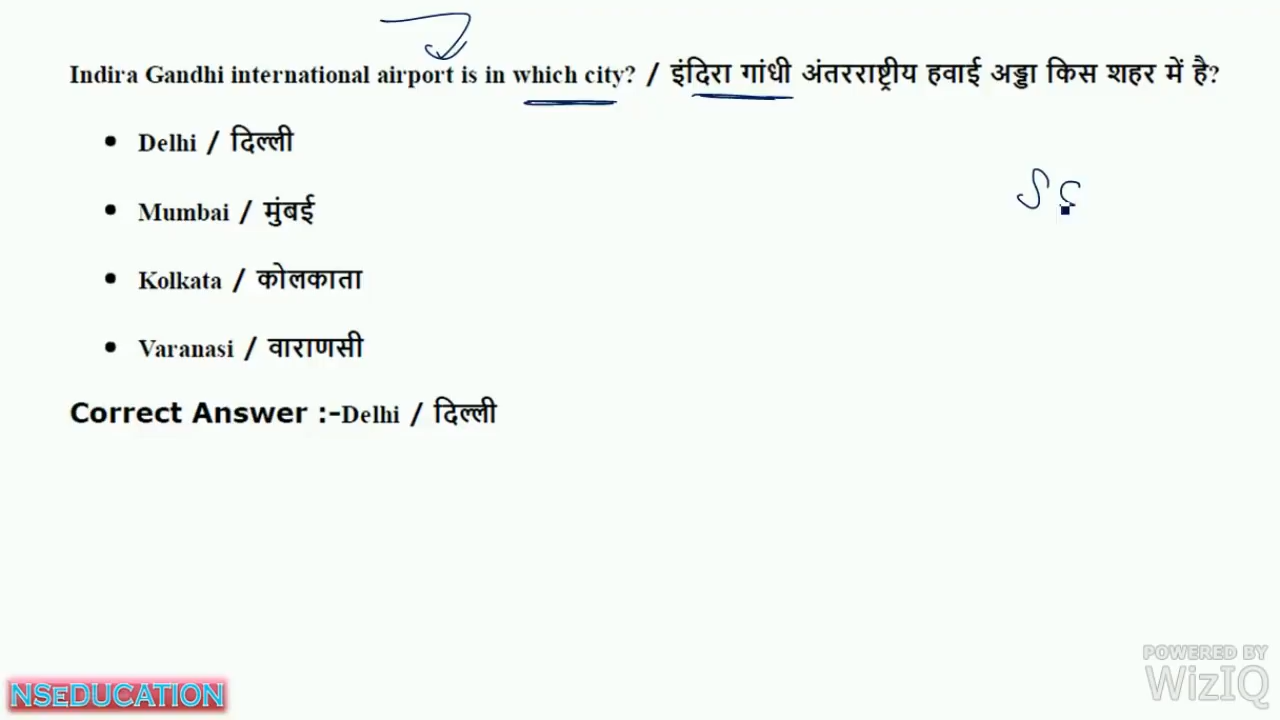 Indira Gandhi international airport is in which city? / इंदिरा गांधी अंतरराष्ट्रीय हवाई अड्डा किस शहर में है?
• Delhi / दिल्ली
• Mumbai / मुंबई
• Kolkata / कोलकाता
• Varanasi / वाराणसी
Correct Answer :-Delhi / दिल्ली
NSEDUCATION
POWERED BY
WizIQ